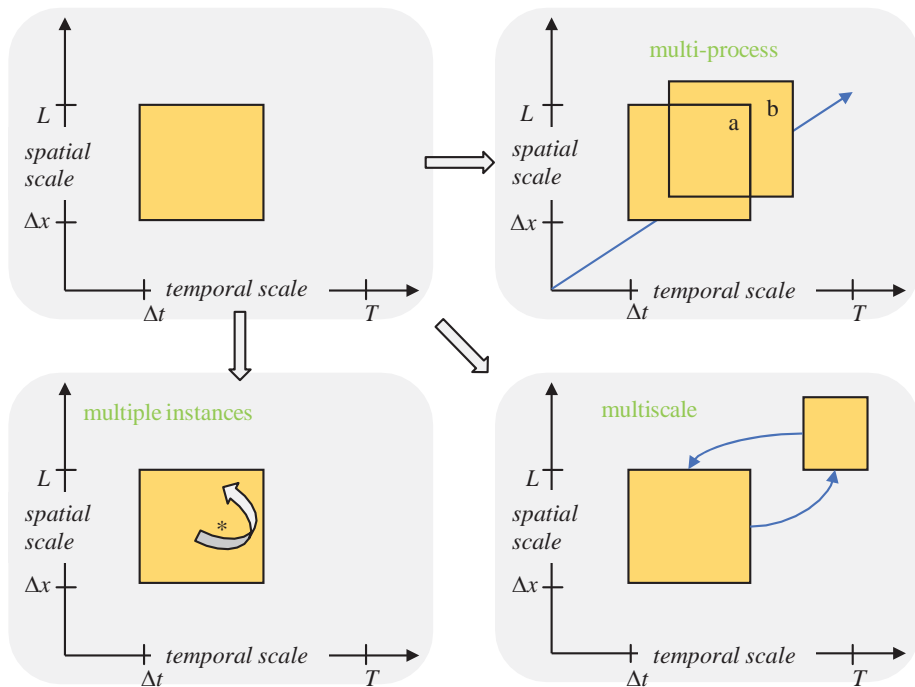 L
spatial
scale
Δx
temporal scale
Δt
T
multi-process
a
b
L
spatial
scale
Δx
temporal scale
Δt
T
multiple instances
L
*
spatial
scale
Δx
temporal scale
Δt
T
multiscale
L
spatial
scale
Δx
temporal scale
Δt
T